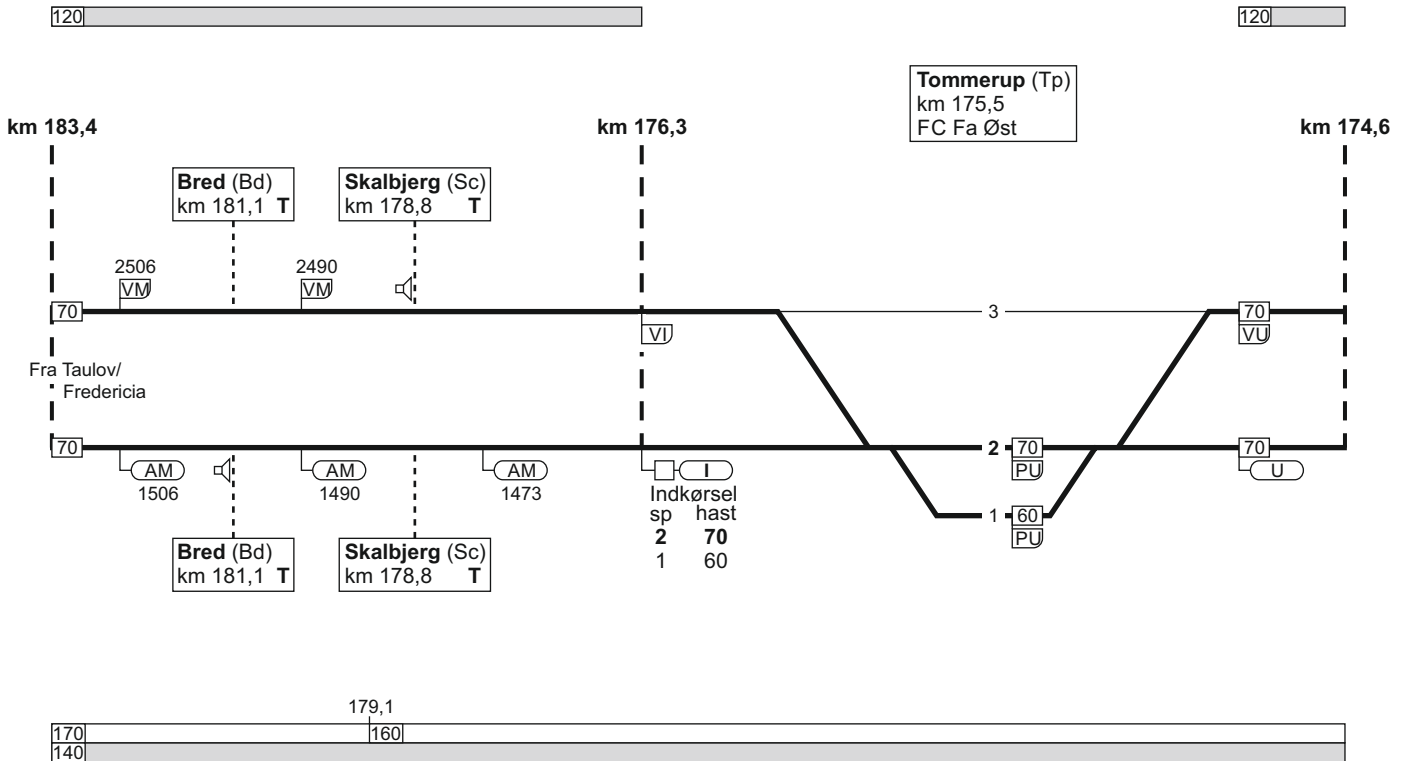 120
120
Tommerup (Tp)
km 175,5
FC Fa Øst
km 183,4
km 176,3
km 174,6
Bred (Bd)
km 181,1 T
Skalbjerg (Sc)
km 178,8 T
2506
VM
2490
VM
70
3
70
VI
VU
Fra Taulov/
Fredericia
70
2
70
70
AM
1506
AM
1490
AM
1473
I
PU
U
Indkørsel
sp hast
2 70
1 60
1
60
PU
Bred (Bd)
km 181,1 T
Skalbjerg (Sc)
km 178,8 T
179,1
170
160
140